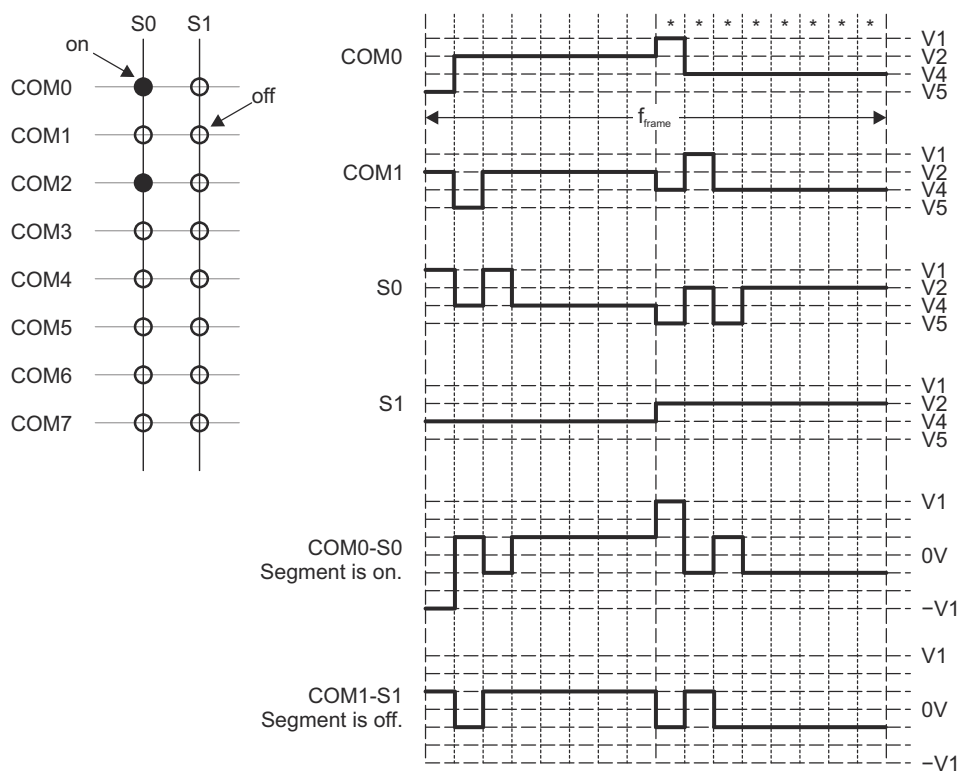 S0 S1
on
COM0
off
COM1
COM2
COM3
COM4
COM5
COM6
COM7
* * * * * * * *
COM0
V1
V2
V4
V5
fframe
COM1
V1
V2
V4
V5
S0
V1
V2
V4
V5
S1
V1
V2
V4
V5
COM0-S0
Segment is on.
V1
0V
−V1
COM1-S1
Segment is off.
V1
0V
−V1